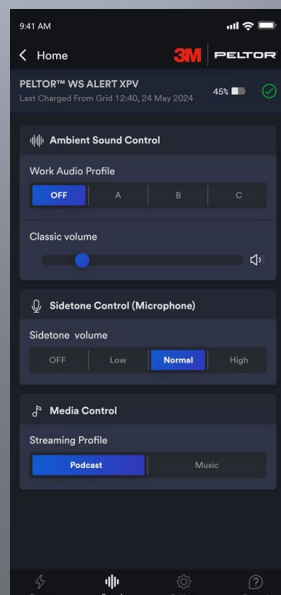 9:41 AM
Home
3M PELTOR
PELTOR™ WS ALERT XPV
Last Charged From Grid 12:40, 24 May 2024
45%
Ambient Sound Control
Work Audio Profile
OFF A B C
Classic volume
Sidetone Control (Microphone)
Sidetone volume
OFF Low Normal High
Media Control
Streaming Profile
Podcast Music